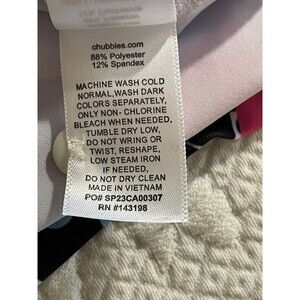 chubbies.com
88% Polyester
12% Spandex
MACHINE WASH COLD
NORMAL,WASH DARK
COLORS SEPARATELY,
ONLY NON- CHLORINE
BLEACH WHEN NEEDED,
TUMBLE DRY LOW,
DO NOT WRING OR
TWIST, RESHAPE,
LOW STEAM IRON
IF NEEDED,
DO NOT DRY CLEAN
MADE IN VIETNAM
PO# SP23CA00307
RN #143198